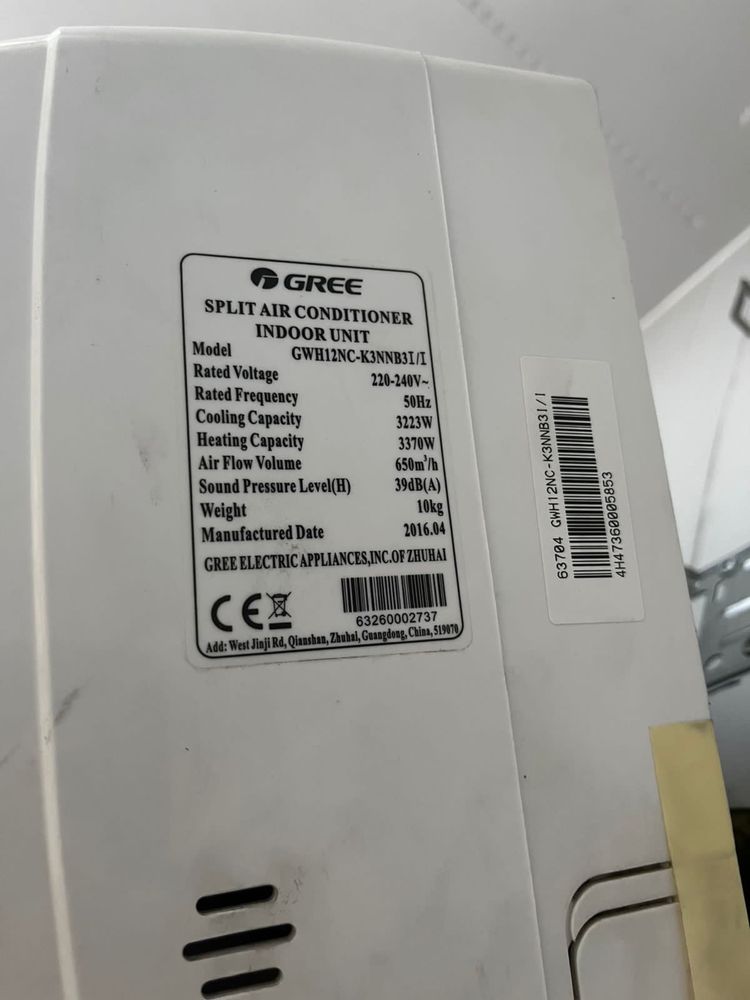 GREE
SPLIT AIR CONDITIONER
INDOOR UNIT
Model GWH12NC-K3NNB3I/I
Rated Voltage 220-240V~
Rated Frequency 50Hz
Cooling Capacity 3223W
Heating Capacity 3370W
Air Flow Volume 650m³/h
Sound Pressure Level(H) 39dB(A)
Weight 10kg
Manufactured Date 2016.04
GREE ELECTRIC APPLIANCES,INC.OF ZHUHAI
CE
63260002737
Add: West Jinji Rd, Qianshan, Zhuhai, Guangdong, China, 519070
63704 GWH12NC-K3NNB3I/I
4H47360005853